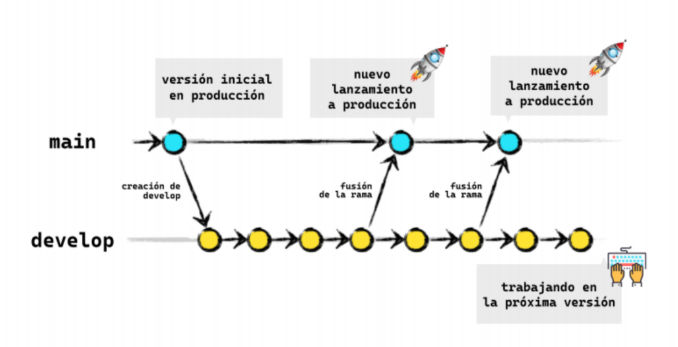 versión inicial
en producción
nuevo
lanzamiento
a producción
nuevo
lanzamiento
a producción
main
creación de
develop
fusión
de la rama
fusión
de la rama
develop
trabajando en
la próxima versión